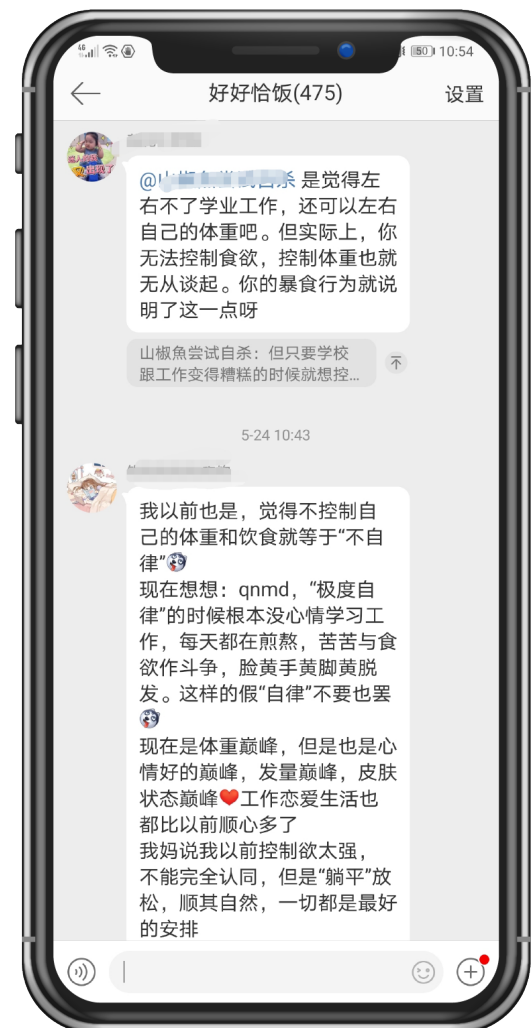 4G
50
10:54
好好恰饭(475)
设置
是觉得左
右不了学业工作，还可以左右
自己的体重吧。但实际上，你
无法控制食欲，控制体重也就
无从谈起。你的暴食行为就说
明了这一点呀
山椒魚尝试自杀：但只要学校
跟工作变得糟糕的时候就想控...
5-24 10:43
我以前也是，觉得不控制自
己的体重和饮食就等于“不自
律”
现在想想：qnmd，“极度自
律”的时候根本没心情学习工
作，每天都在煎熬，苦苦与食
欲作斗争，脸黄手黄脚黄脱
发。这样的假“自律”不要也罢
现在是体重巅峰，但是也是心
情好的巅峰，发量巅峰，皮肤
状态巅峰❤️工作恋爱生活也
都比以前顺心多了
我妈说我以前控制欲太强，
不能完全认同，但是“躺平”放
松，顺其自然，一切都是最好
的安排